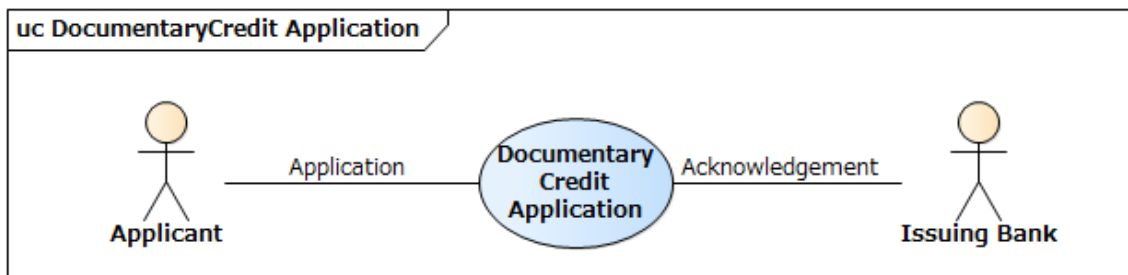 uc DocumentaryCredit Application
Application
Documentary
Credit
Application
Acknowledgement
Applicant
Issuing Bank